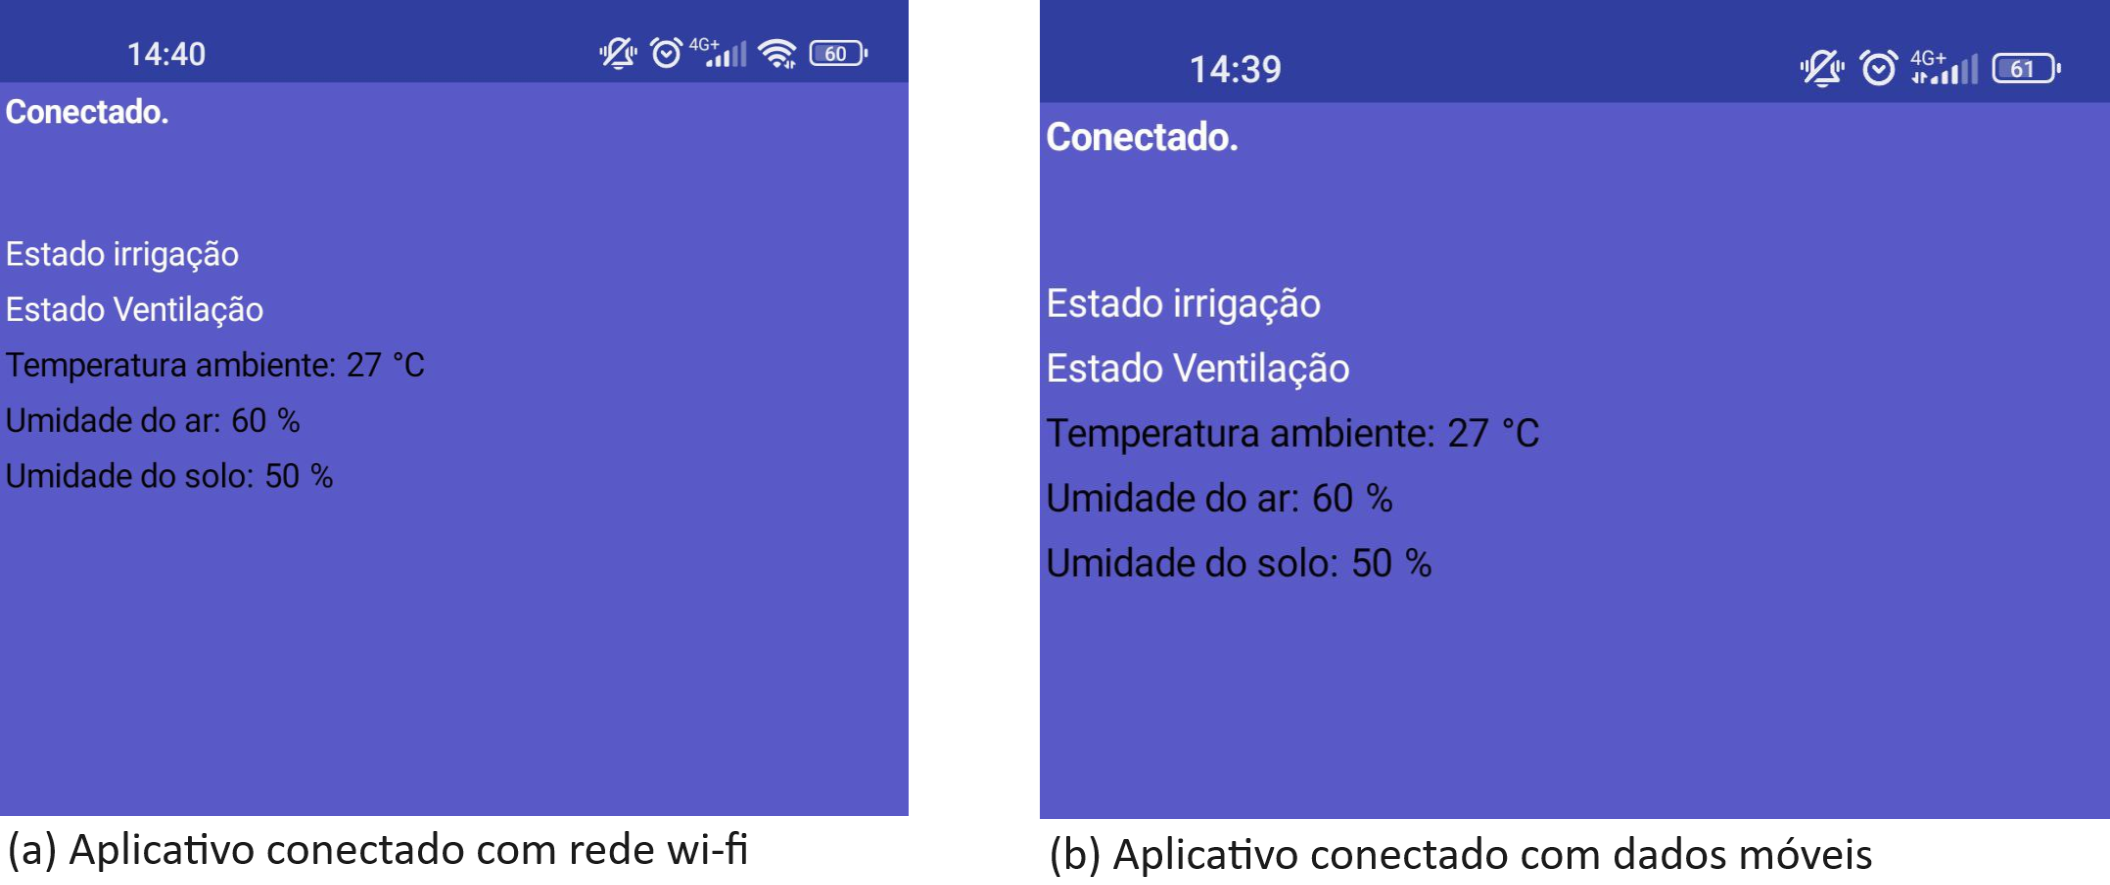 14:40
4G+
60
Conectado.
Estado irrigação
Estado Ventilação
Temperatura ambiente: 27 °C
Umidade do ar: 60 %
Umidade do solo: 50 %
(a) Aplicativo conectado com rede wi-fi
14:39
4G+
61
Conectado.
Estado irrigação
Estado Ventilação
Temperatura ambiente: 27 °C
Umidade do ar: 60 %
Umidade do solo: 50 %
(b) Aplicativo conectado com dados móveis